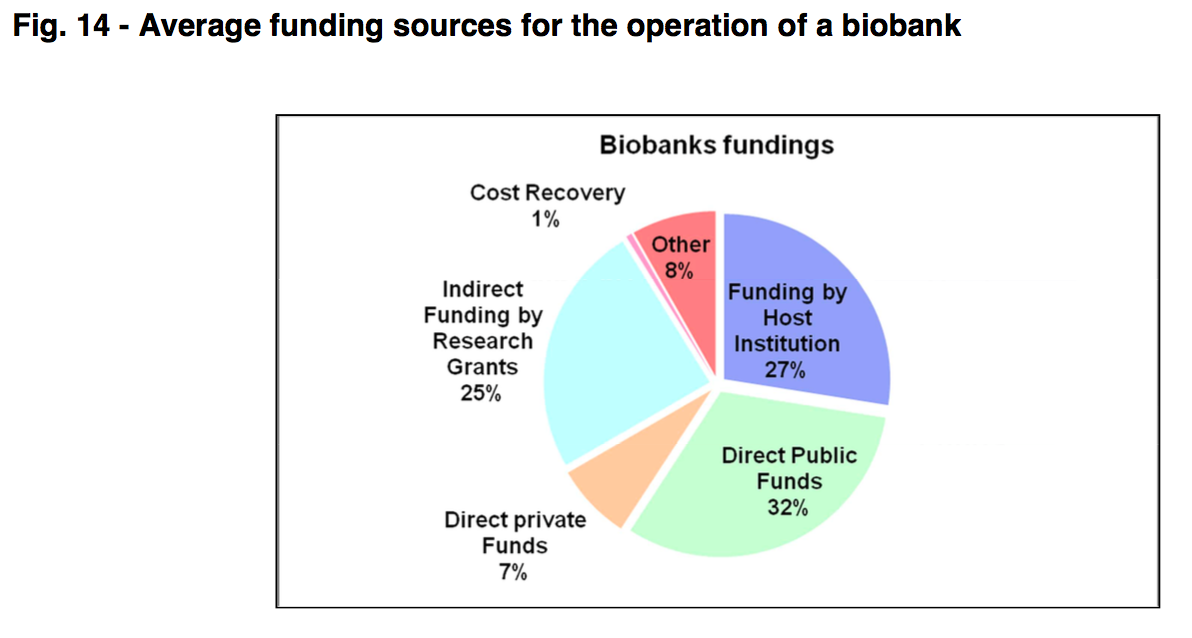 Fig. 14 - Average funding sources for the operation of a biobank
Biobanks fundings
Cost Recovery
1%
Other
8%
Funding by
Host
Institution
27%
Indirect
Funding by
Research
Grants
25%
Direct Public
Funds
32%
Direct private
Funds
7%